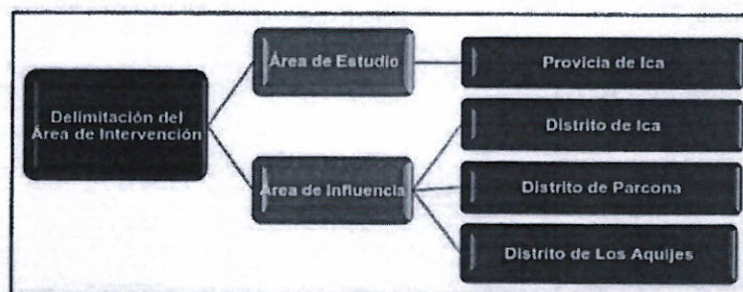 Delimitación del
Área de Intervención
Área de Estudio
Provicia de Ica
Área de Influencia
Distrito de Ica
Distrito de Parcona
Distrito de Los Aquijes